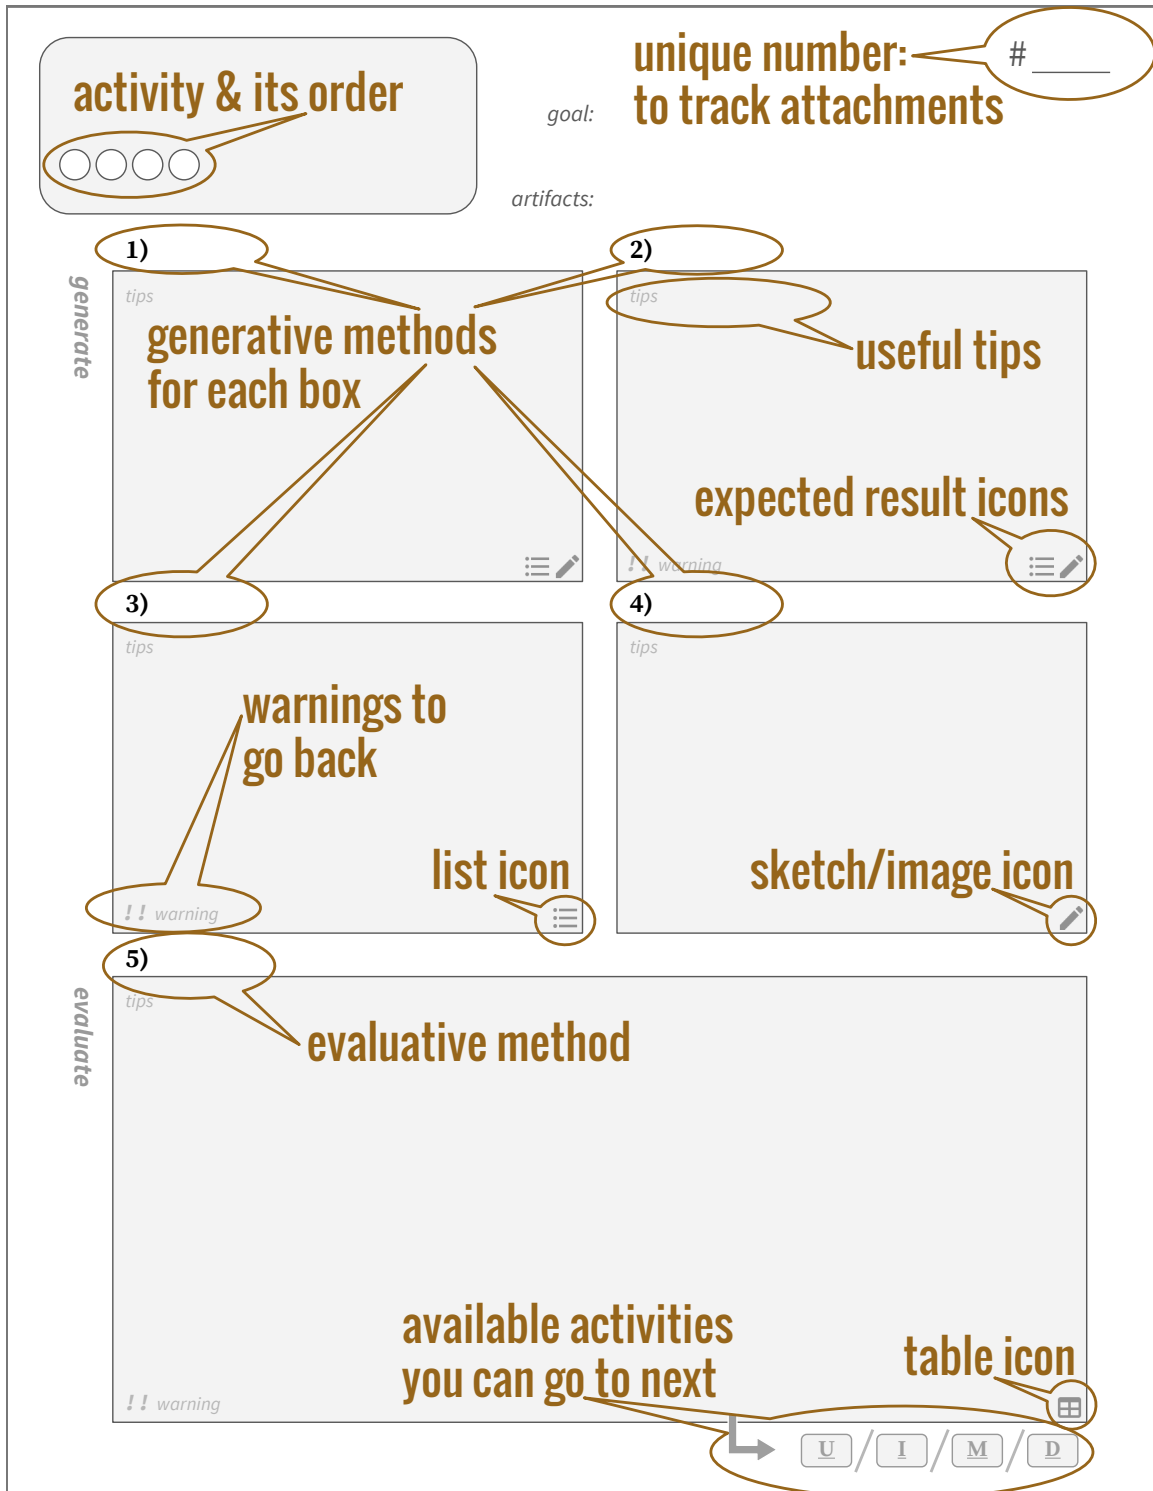 activity & its order
unique number:
to track attachments
# ______
goal:
artifacts:
generate
1)
tips
generative methods
for each box
2)
tips
useful tips
expected result icons
!! warning
3)
tips
warnings to
go back
list icon
!! warning
4)
tips
sketch/image icon
evaluate
5)
tips
evaluative method
available activities
you can go to next
table icon
!! warning
U / I / M / D